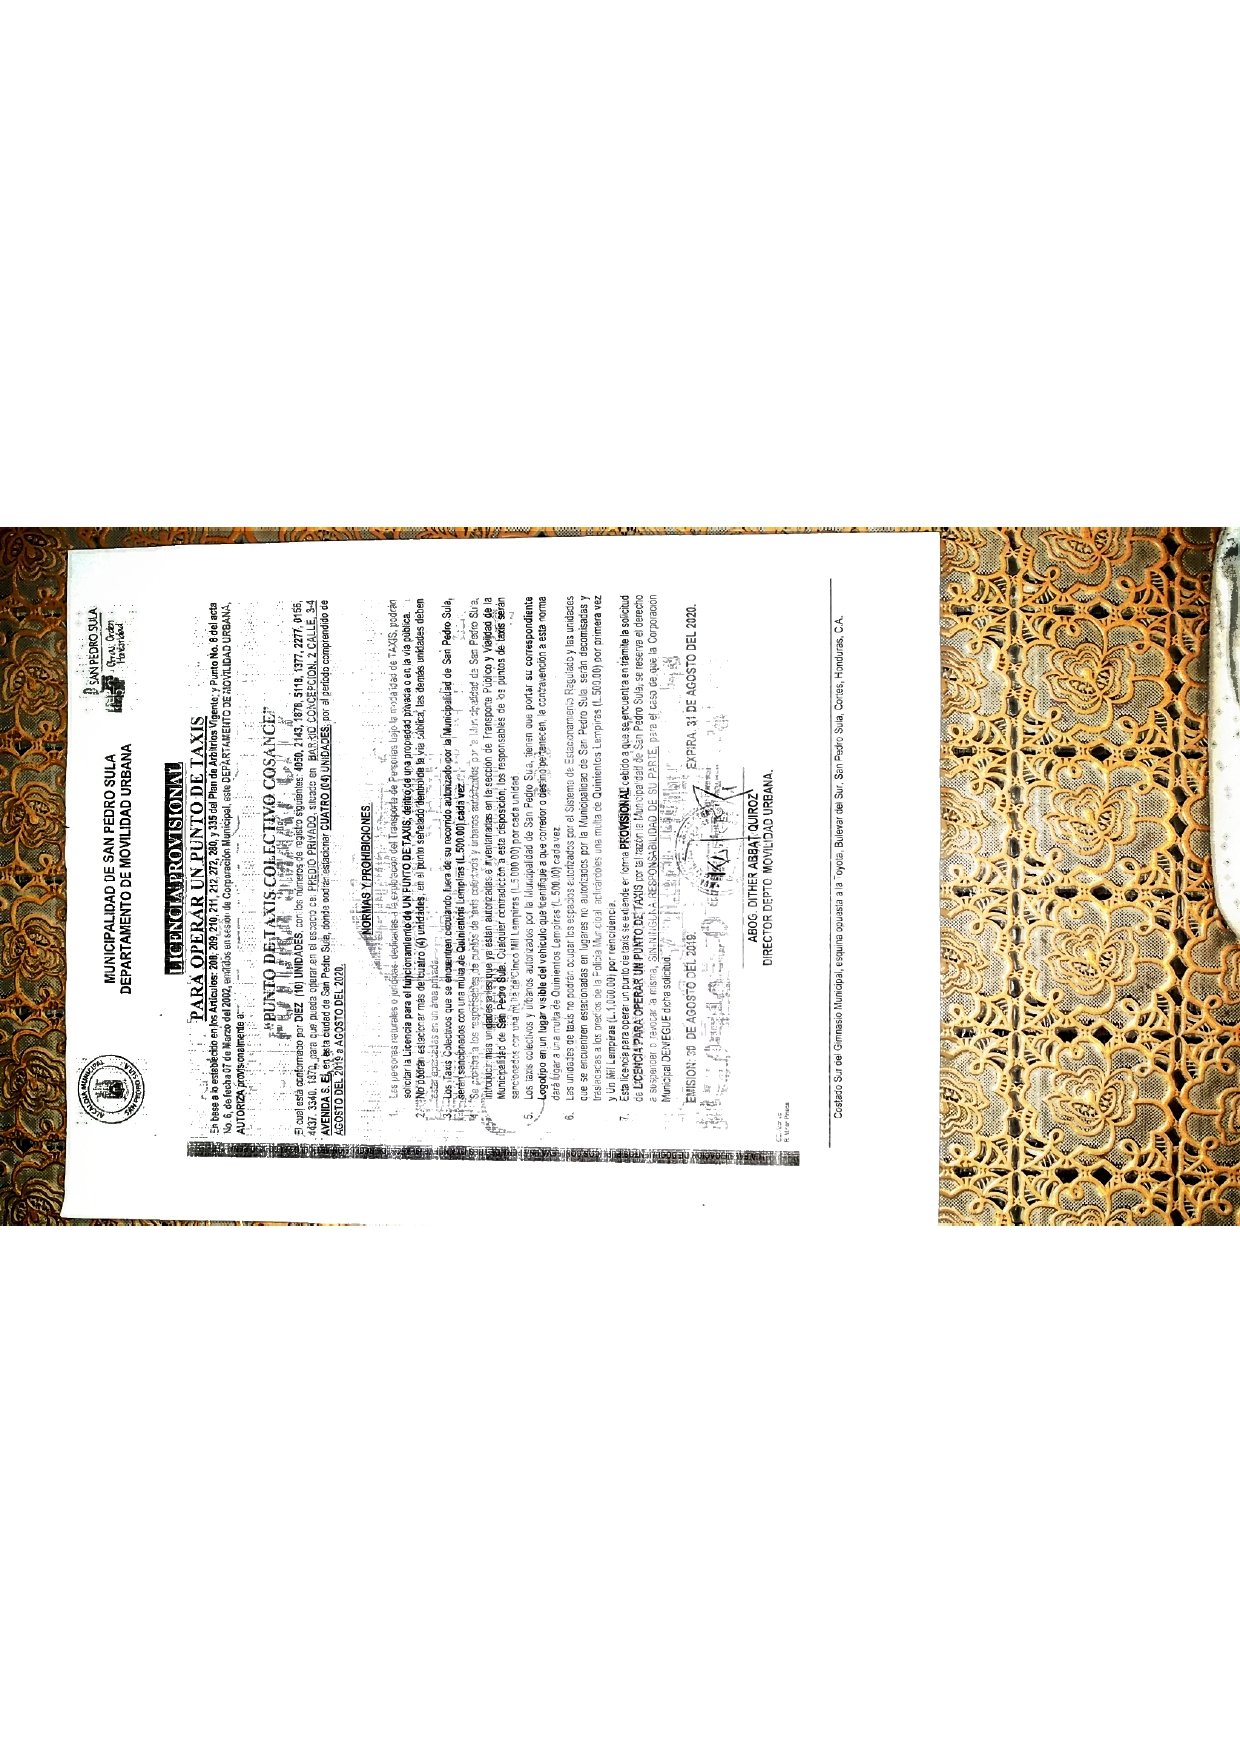 ALCALDIA MUNICIPAL
SAN PEDRO SULA
MUNICIPALIDAD DE SAN PEDRO SULA
DEPARTAMENTO DE MOVILIDAD URBANA
LICENCIA PROVISIONAL
PARA OPERAR UN PUNTO DE TAXIS
En base a lo establecido en los Artículos: 208, 209, 210, 211, 212, 272, 280, y 335 del Plan de Arbitrios Vigente; y Punto No. 6 del acta
No. 6, de fecha 07 de Marzo del 2002, emitidos en sesión de Corporación Municipal, este DEPARTAMENTO DE MOVILIDAD URBANA,
AUTORIZA provisionalmente a:
"PUNTO DE TAXIS COLECTIVO COSANCE"
El cual está conformado por DIEZ (10) UNIDADES, con los números de registro siguientes: 4050, 2143, 1878, 5118, 1377, 2277, 0156,
4437, 3340, 1370, para que pueda operar en el espacio de: PREDIO PRIVADO, situado en BARRIO CONCEPCION, 2 CALLE, 3-4
AVENIDA S. E., en esta ciudad de San Pedro Sula, donde podrán estacionar CUATRO (04) UNIDADES, por el período comprendido de
AGOSTO DEL 2019 a AGOSTO DEL 2020.
NORMAS Y PROHIBICIONES
1. Las personas naturales o jurídicas dedicadas a la explotación del Transporte de Personas bajo la modalidad de TAXIS, podrán
solicitar la Licencia para el funcionamiento de UN PUNTO DE TAXIS, dentro de una propiedad privada o en la vía pública.
2. No podrán estacionar más de cuatro (4) unidades, en el punto señalado dentro de la vía pública, las demás unidades deben
estar aparcadas en un área privada.
3. Los Taxis Colectivos que se encuentren circulando fuera de su recorrido autorizado por la Municipalidad de San Pedro Sula,
serán sancionados con una multa de Quinientos Lempiras (L.500.00) cada vez.
4. Se prohíbe a los responsables de puntos de taxis colectivos y urbanos autorizados por la Municipalidad de San Pedro Sula,
introducir más unidades a las que ya están autorizadas e inventariadas en la sección de Transporte Público y Vialidad de la
Municipalidad de San Pedro Sula. Cualquier contradicción a esta disposición, los responsables de los puntos de taxis serán
sancionados con una multa de Cinco Mil Lempiras (L.5,000.00) por cada unidad.
5. Los taxis colectivos y urbanos autorizados por la Municipalidad de San Pedro Sula, tienen que portar su correspondiente
Logotipo en un lugar visible del vehículo que identifique a que corredor o destino pertenecen, la contravención a esta norma
dará lugar a una multa de Quinientos Lempiras (L.500.00) cada vez.
6. Las unidades de taxis no podrán ocupar los espacios autorizados por el Sistema de Estacionamiento Regulado y las unidades
que se encuentren estacionadas en lugares no autorizados por la Municipalidad de San Pedro Sula, serán decomisadas y
trasladadas a los predios de la Policía Municipal, aplicándoles una multa de Quinientos Lempiras (L.500.00) por primera vez
y Un Mil Lempiras (L.1,000.00) por reincidencia.
7. Esta licencia para operar un punto de taxis se extiende en forma PROVISIONAL debido a que se encuentra en trámite la solicitud
de LICENCIA PARA OPERAR UN PUNTO DE TAXIS por tal razón la Municipalidad de San Pedro Sula, se reserva el derecho
a suspender o revocar la misma, SIN NINGUNA RESPONSABILIDAD DE SU PARTE, para el caso de que la Corporación
Municipal DENIEGUE dicha solicitud.
EMISION: 30 DE AGOSTO DEL 2019. EXPIRA. 31 DE AGOSTO DEL 2020.
ABOG. DITHER ABBAT QUIROZ
DIRECTOR DEPTO MOVILIDAD URBANA.
Costado Sur del Gimnasio Municipal, esquina opuesta a la Toyota, Bulevar del Sur, San Pedro Sula, Cortes, Honduras, C.A.